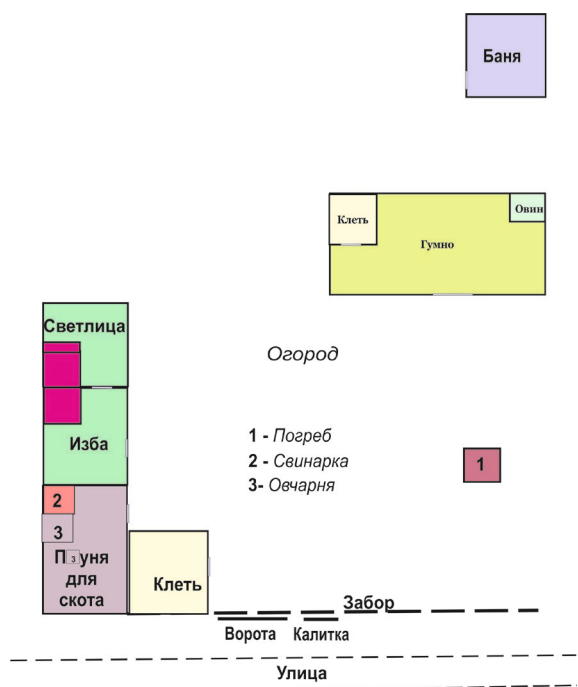 Баня
Клеть
Овин
Гумно
Светлица
Огород
Изба
1 - Погреб
2 - Свинарка
3- Овчарня
1
2
3
3
для
скота
Клеть
Забор
Ворота Калитка
Улица